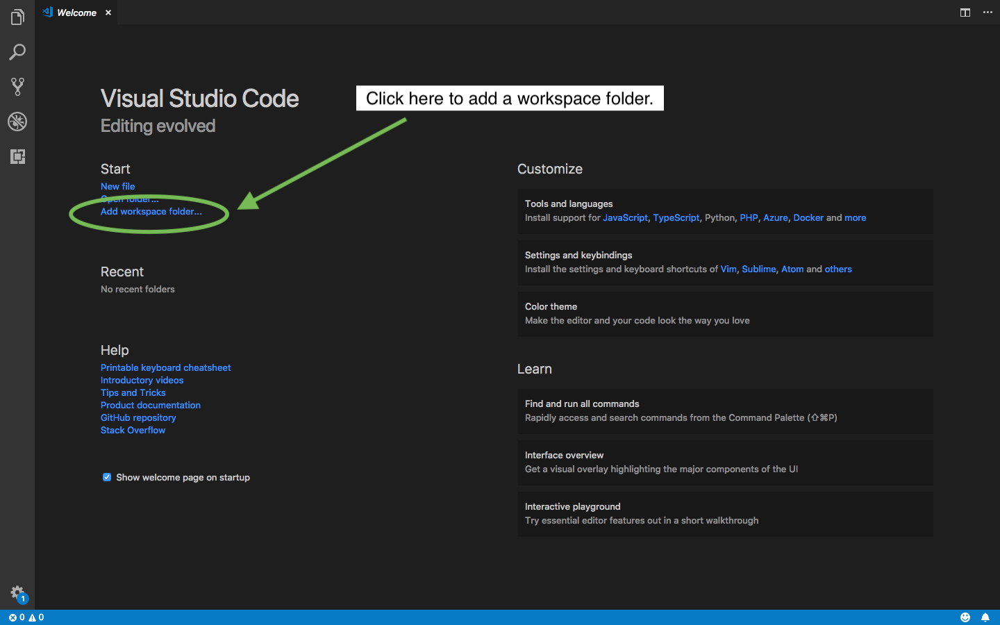 Welcome
Visual Studio Code
Editing evolved
Click here to add a workspace folder.
Start
New file
Open folder...
Add workspace folder...
Recent
No recent folders
Help
Printable keyboard cheatsheet
Introductory videos
Tips and Tricks
Product documentation
GitHub repository
Stack Overflow
Show welcome page on startup
Customize
Tools and languages
Install support for JavaScript, TypeScript, Python, PHP, Azure, Docker and more
Settings and keybindings
Install the settings and keyboard shortcuts of Vim, Sublime, Atom and others
Color theme
Make the editor and your code look the way you love
Learn
Find and run all commands
Rapidly access and search commands from the Command Palette (⇧⌘P)
Interface overview
Get a visual overlay highlighting the major components of the UI
Interactive playground
Try essential editor features out in a short walkthrough
1
0 0